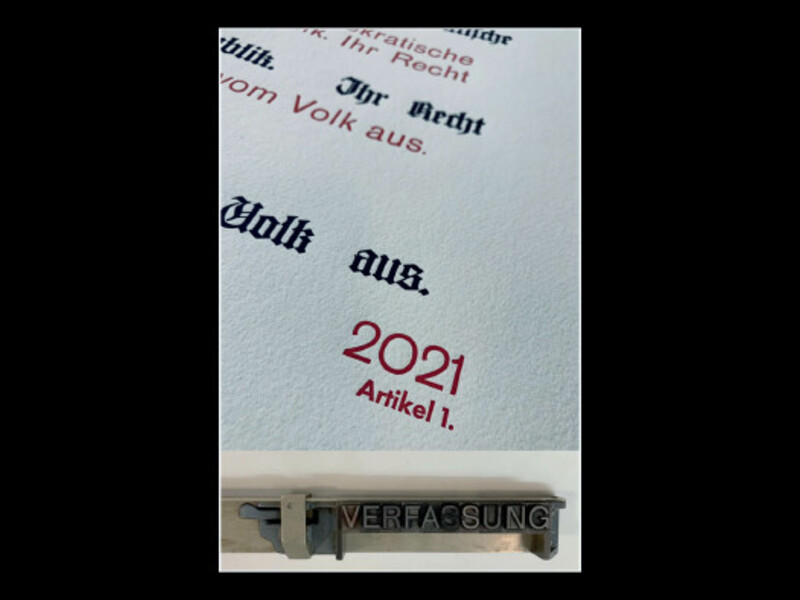 kratische
k. Ihr Recht
blik. Ihr Recht
vom Volk aus.
Volk aus.
2021
Artikel 1.
VERFASSUNG